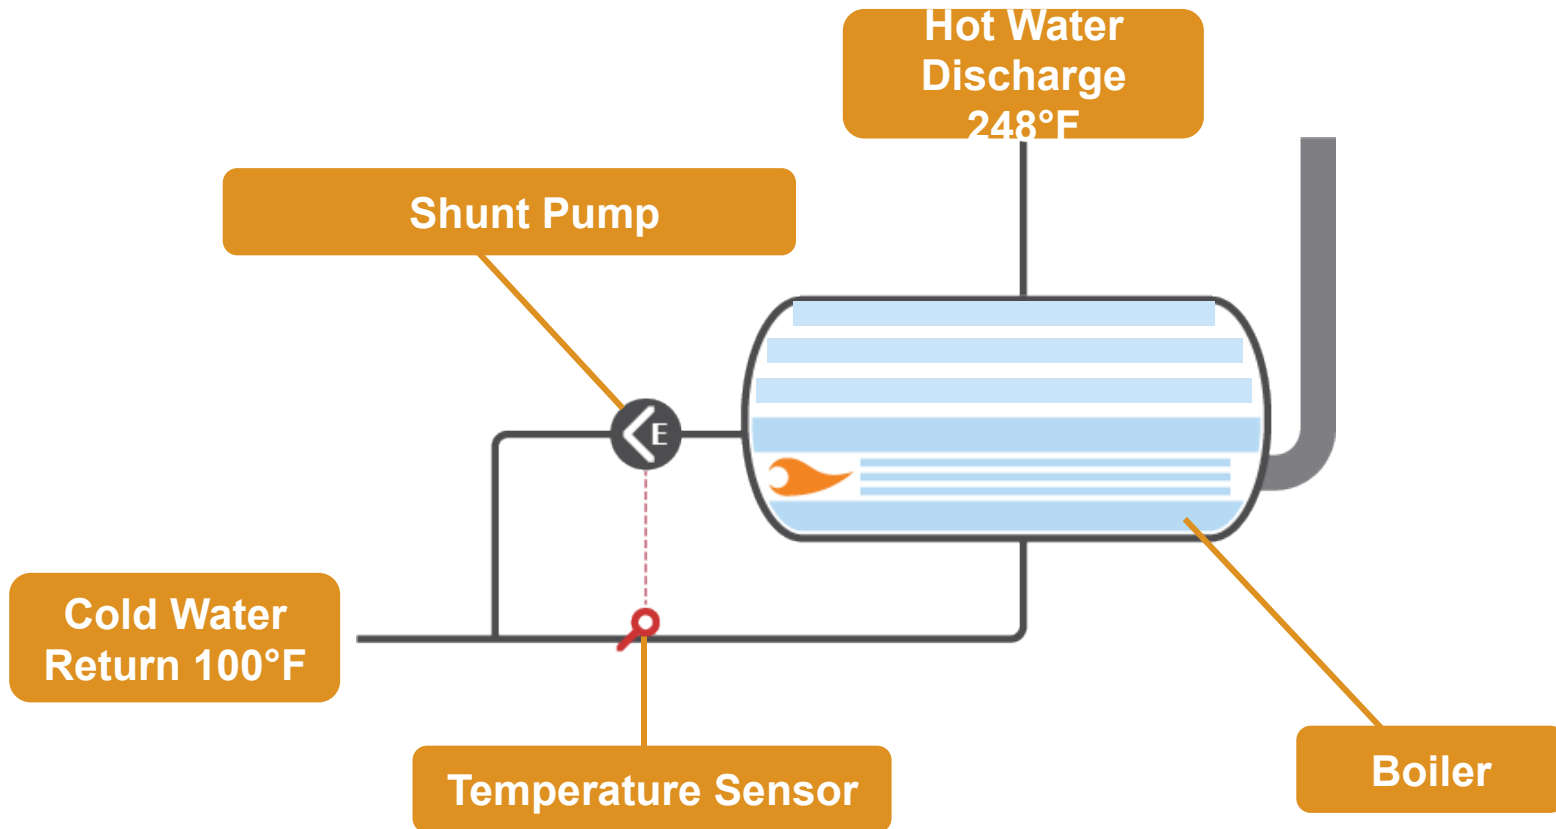 Hot Water
Discharge
248°F
Shunt Pump
E
Cold Water
Return 100°F
Temperature Sensor
Boiler